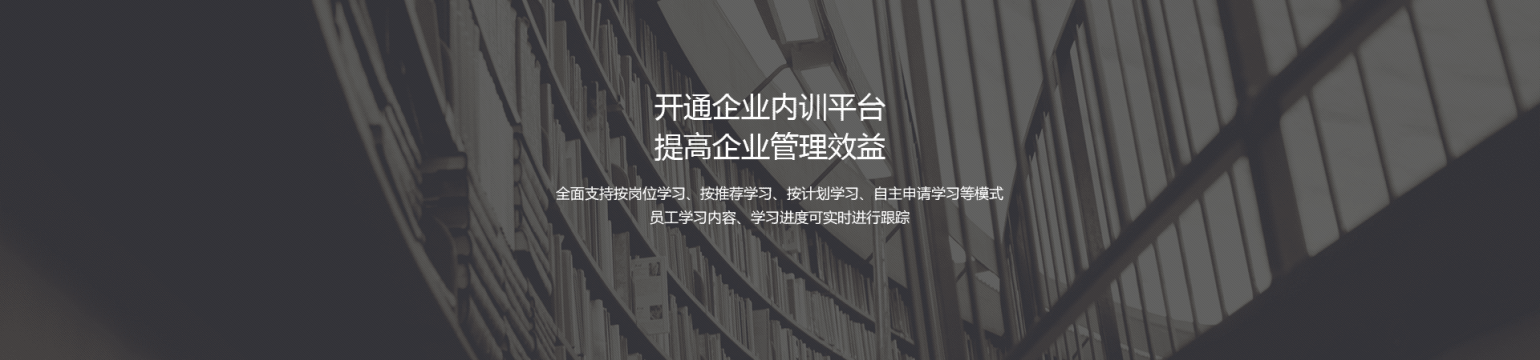 开通企业内训平台
提高企业管理效益
全面支持按岗位学习、按推荐学习、按计划学习、自主申请学习等模式
员工学习内容、学习进度可实时进行跟踪